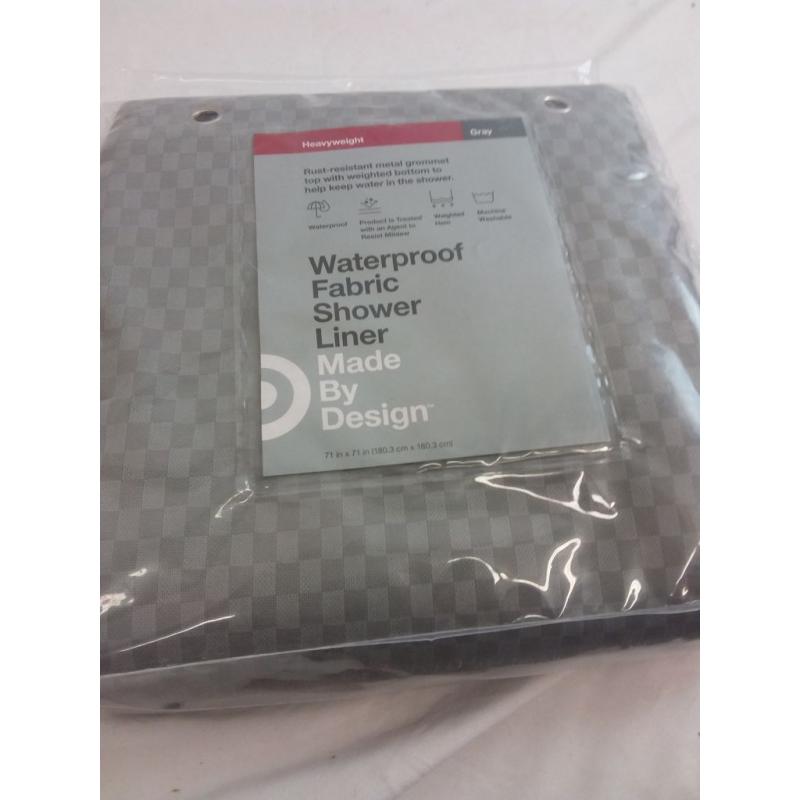 Heavyweight
Gray
Rust-resistant metal grommet
top with weighted bottom to
help keep water in the shower.
Waterproof
Product is Treated
with an Agent to
Resist Mildew
Weighted
Hem
Machine
Washable
Waterproof
Fabric
Shower
Liner
Made
By
Design™
71 in x 71 in (180.3 cm x 180.3 cm)